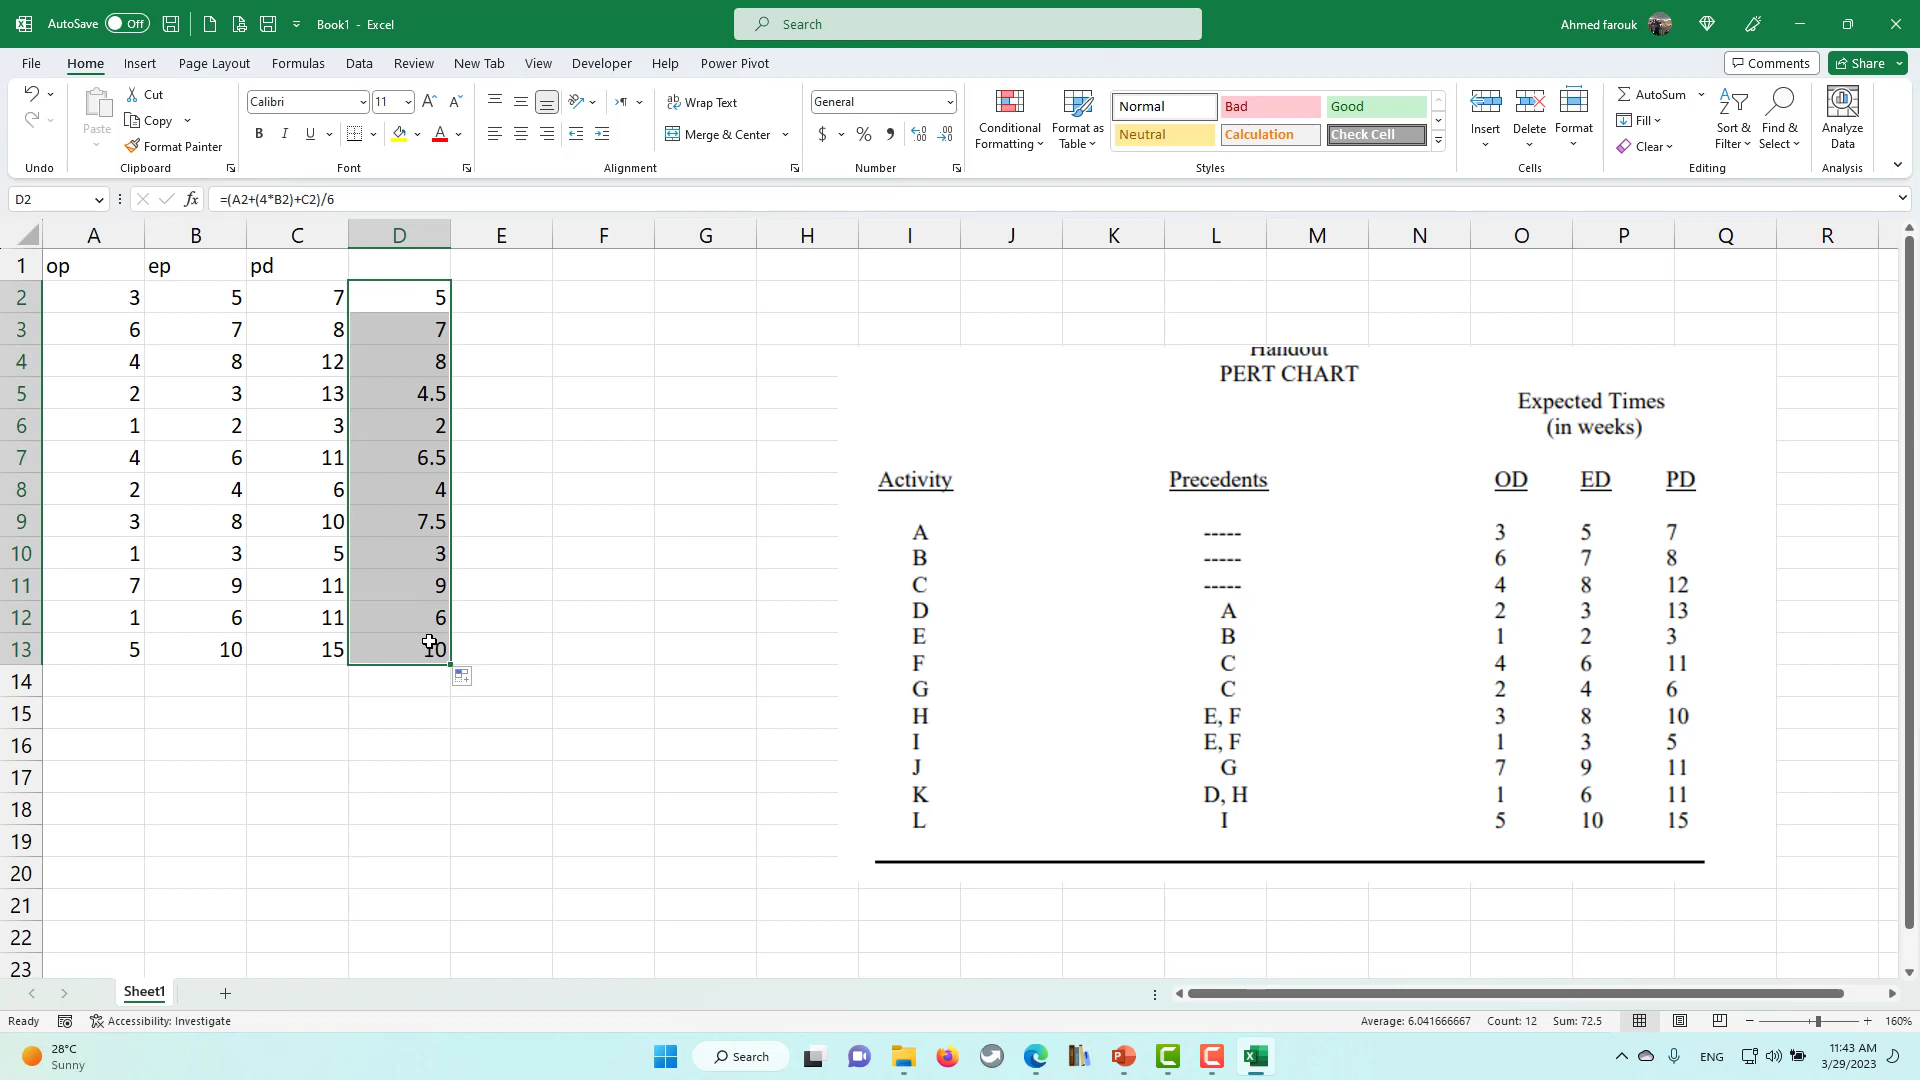 AutoSave Off Book1 - Excel Search Ahmed farouk
File Home Insert Page Layout Formulas Data Review New Tab View Developer Help Power Pivot Comments Share
Undo
Paste Cut Copy Format Painter Clipboard
Calibri 11 B I U A Font
Wrap Text Merge & Center Alignment
General $ % Number
Conditional Formatting Format as Table
Normal Bad Good
Neutral Calculation Check Cell
Styles
Insert Delete Format Cells
AutoSum Fill Clear Sort & Filter Find & Select Editing
Analyze Data Analysis
D2 fx =(A2+(4*B2)+C2)/6
A B C D E F G H I J K L M N O P Q R
1 op ep pd
2 3 5 7 5
3 6 7 8 7
4 4 8 12 8
5 2 3 13 4.5
6 1 2 3 2
7 4 6 11 6.5
8 2 4 6 4
9 3 8 10 7.5
10 1 3 5 3
11 7 9 11 9
12 1 6 11 6
13 5 10 15 10
14
15
16
17
18
19
20
21
22
23
Handout
PERT CHART
Expected Times
(in weeks)
Activity Precedents OD ED PD
A ----- 3 5 7
B ----- 6 7 8
C ----- 4 8 12
D A 2 3 13
E B 1 2 3
F C 4 6 11
G C 2 4 6
H E, F 3 8 10
I E, F 1 3 5
J G 7 9 11
K D, H 1 6 11
L I 5 10 15
Sheet1
Ready Accessibility: Investigate Average: 6.041666667 Count: 12 Sum: 72.5 160%
28°C
Sunny
Search
ENG
11:43 AM
3/29/2023